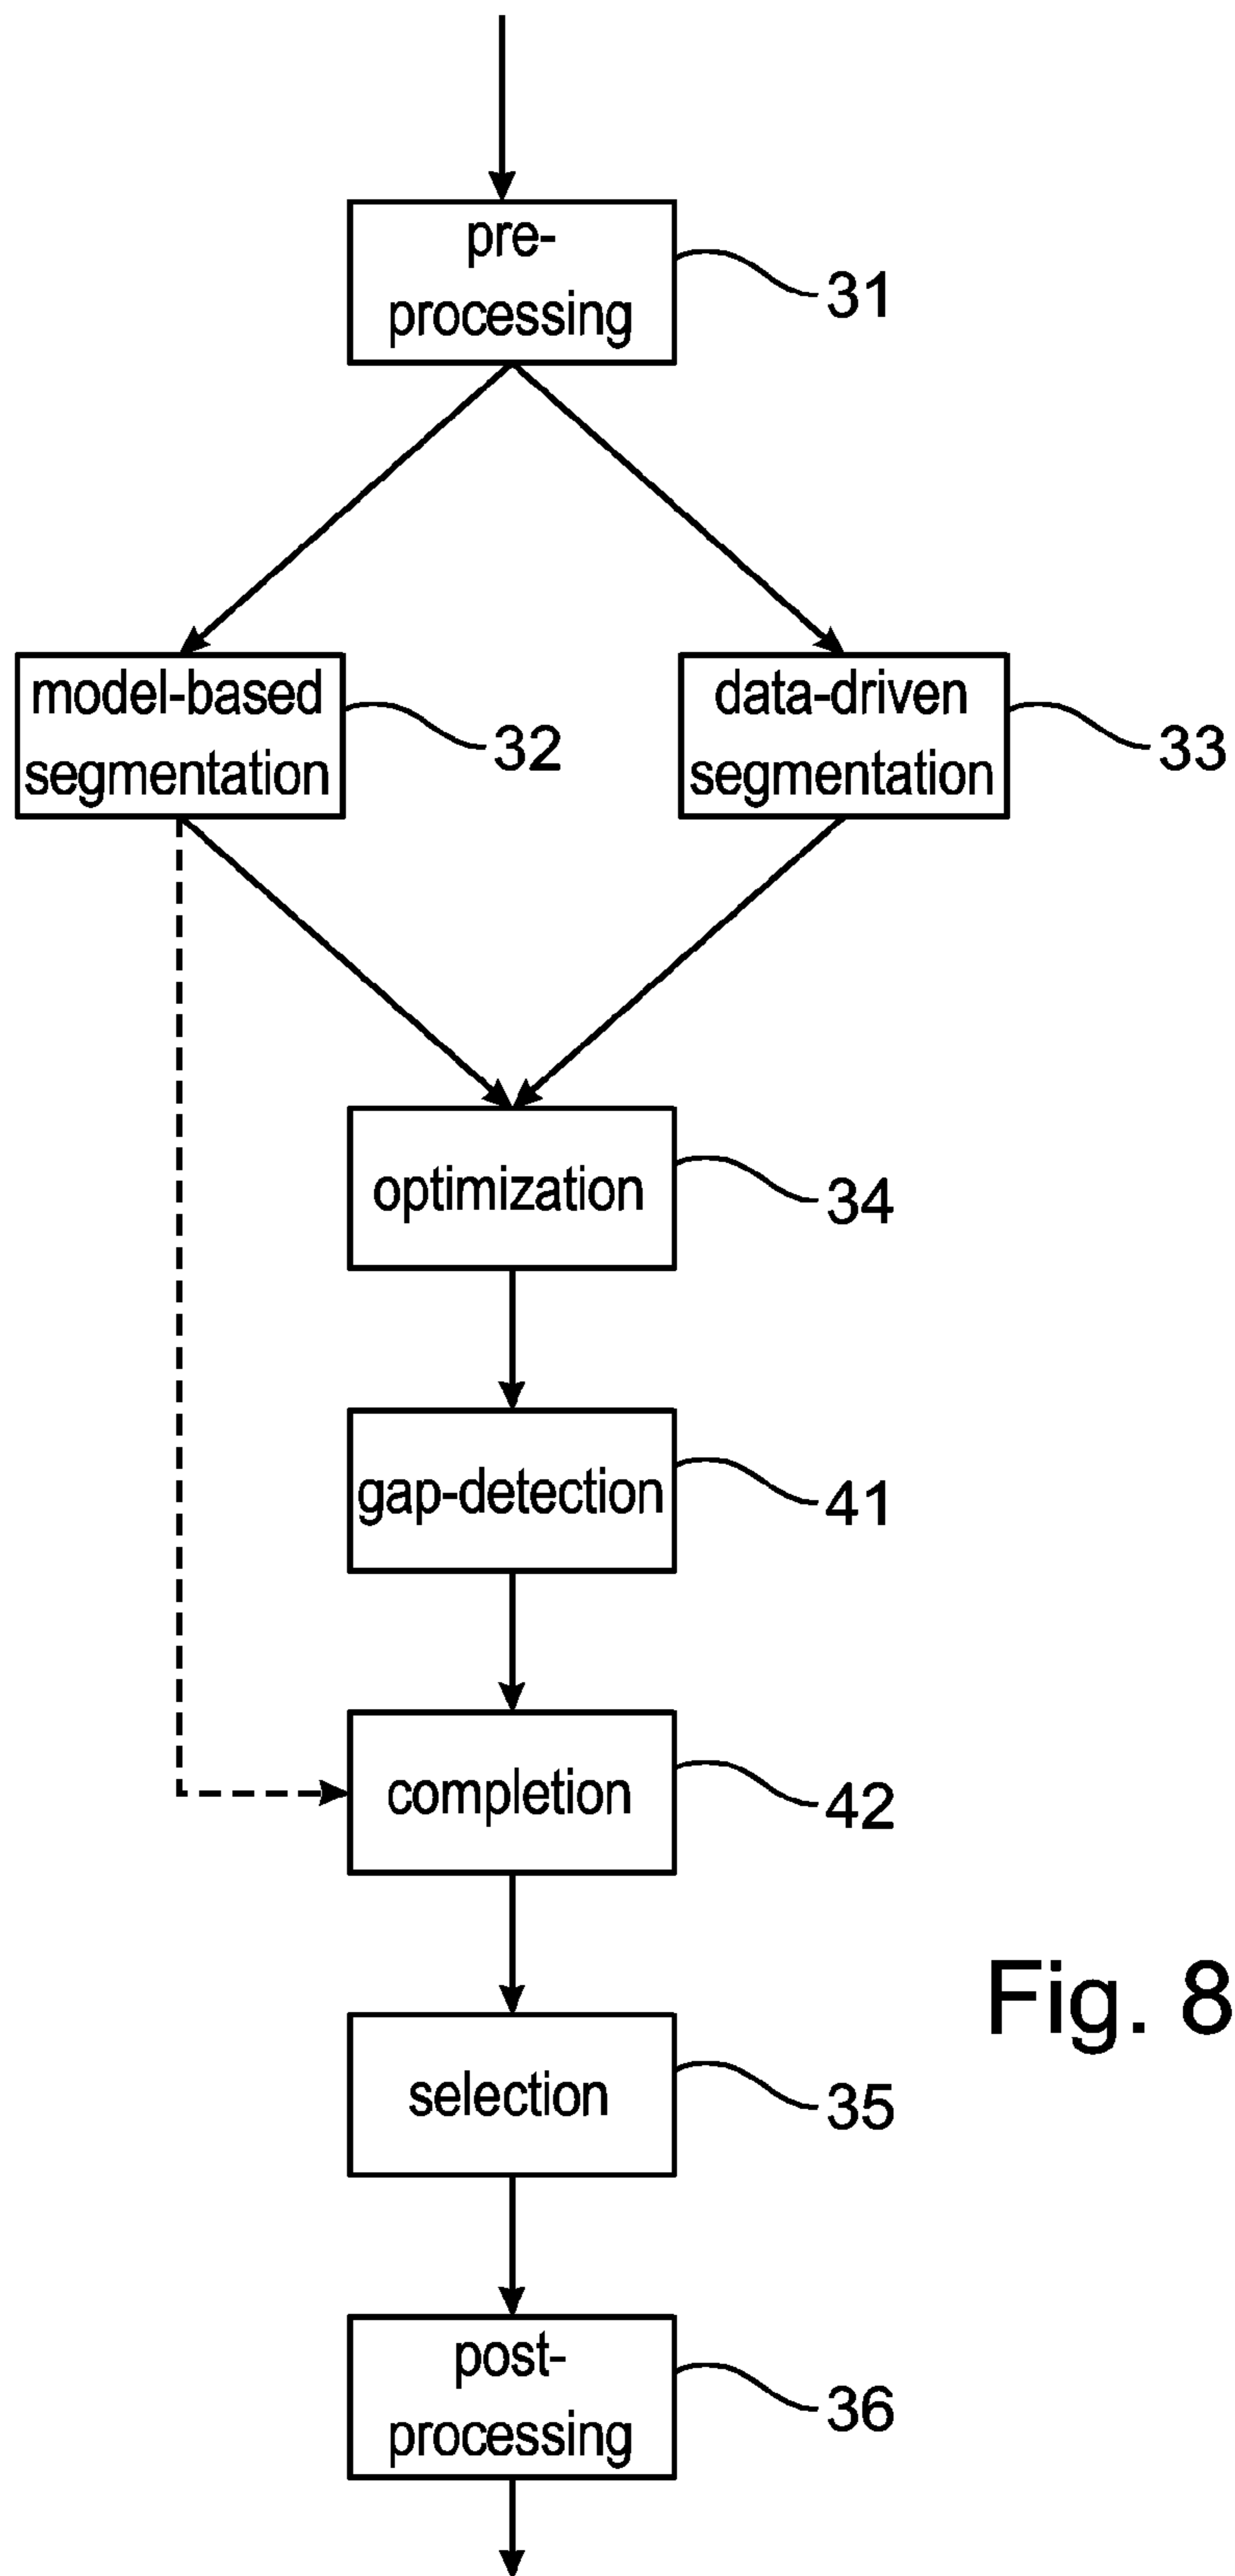 pre-
processing
31
model-based
segmentation
32
data-driven
segmentation
33
optimization
34
gap-detection
41
completion
42
selection
35
post-
processing
36
Fig. 8